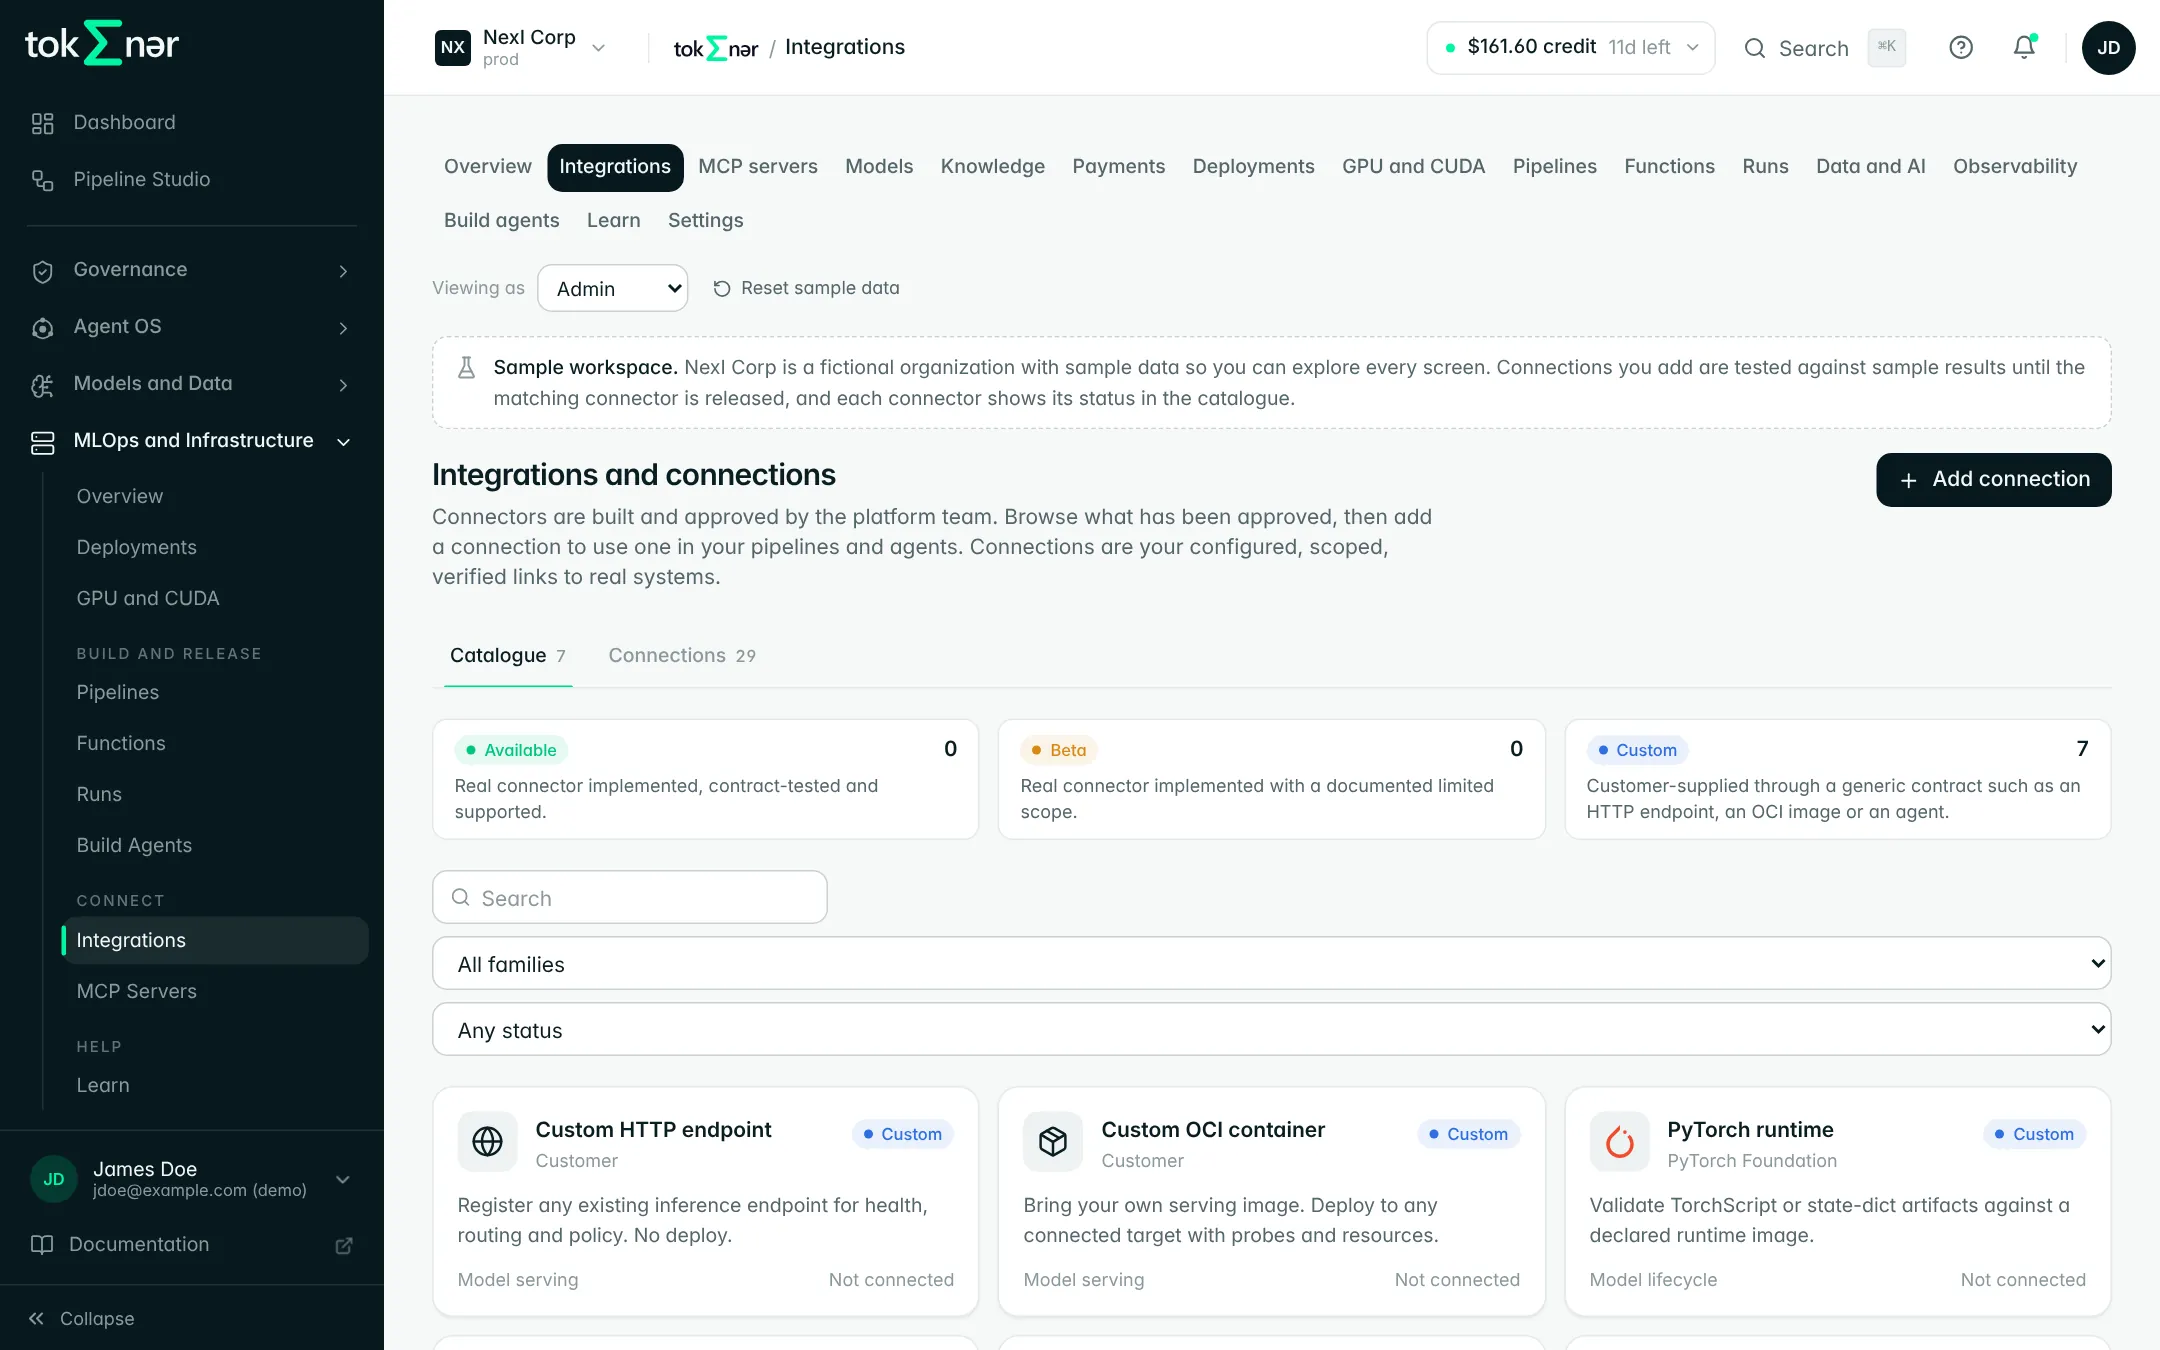 tokΣnər
Dashboard
Pipeline Studio
Governance
Agent OS
Models and Data
MLOps and Infrastructure
Overview
Deployments
GPU and CUDA
BUILD AND RELEASE
Pipelines
Functions
Runs
Build Agents
CONNECT
Integrations
MCP Servers
HELP
Learn
JD
James Doe
jdoe@example.com (demo)
Documentation
Collapse
NX
Nexl Corp
prod
tokΣnər / Integrations
$161.60 credit 11d left
Search ⌘K
JD
Overview Integrations MCP servers Models Knowledge Payments Deployments GPU and CUDA Pipelines Functions Runs Data and AI Observability
Build agents Learn Settings
Viewing as Admin Reset sample data
Sample workspace. Nexl Corp is a fictional organization with sample data so you can explore every screen. Connections you add are tested against sample results until the
matching connector is released, and each connector shows its status in the catalogue.
Integrations and connections
Add connection
Connectors are built and approved by the platform team. Browse what has been approved, then add
a connection to use one in your pipelines and agents. Connections are your configured, scoped,
verified links to real systems.
Catalogue 7 Connections 29
Available 0
Real connector implemented, contract-tested and
supported.
Beta 0
Real connector implemented with a documented limited
scope.
Custom 7
Customer-supplied through a generic contract such as an
HTTP endpoint, an OCI image or an agent.
Search
All families
Any status
Custom HTTP endpoint Custom
Customer
Register any existing inference endpoint for health,
routing and policy. No deploy.
Model serving Not connected
Custom OCI container Custom
Customer
Bring your own serving image. Deploy to any
connected target with probes and resources.
Model serving Not connected
PyTorch runtime Custom
PyTorch Foundation
Validate TorchScript or state-dict artifacts against a
declared runtime image.
Model lifecycle Not connected